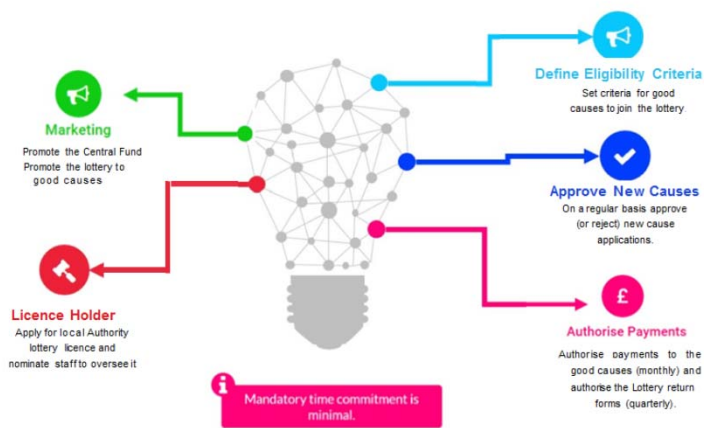 Define Eligibility Criteria
Set criteria for good
causes to join the lottery
Marketing
Promote the Central Fund
Promote the lottery to
good causes
Approve New Causes
On a regular basis approve
(or reject) new cause
applications.
Licence Holder
Apply for local Authority
lottery licence and
nominate staff to oversee it
£
Authorise Payments
Authorise payments to the
good causes (monthly) and
authorise the Lottery return
forms (quarterly).
i
Mandatory time commitment is
minimal.